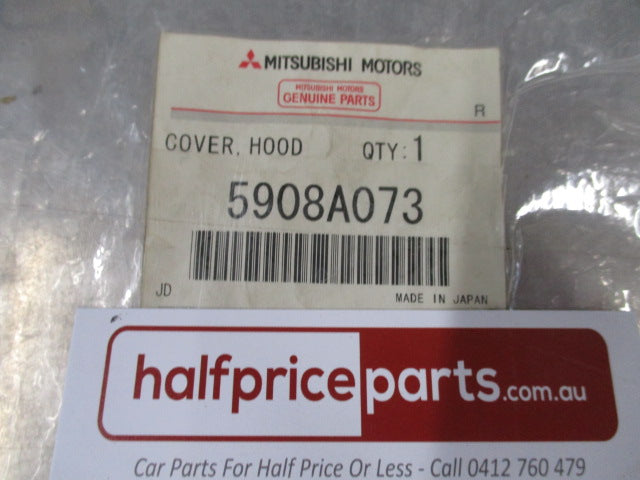 MITSUBISHI MOTORS
MITSUBISHI MOTORS
GENUINE PARTS
R
COVER, HOOD QTY:1
5908A073
JD MADE IN JAPAN
halfpriceparts.com.au
Car Parts For Half Price Or Less - Call 0412 760 479